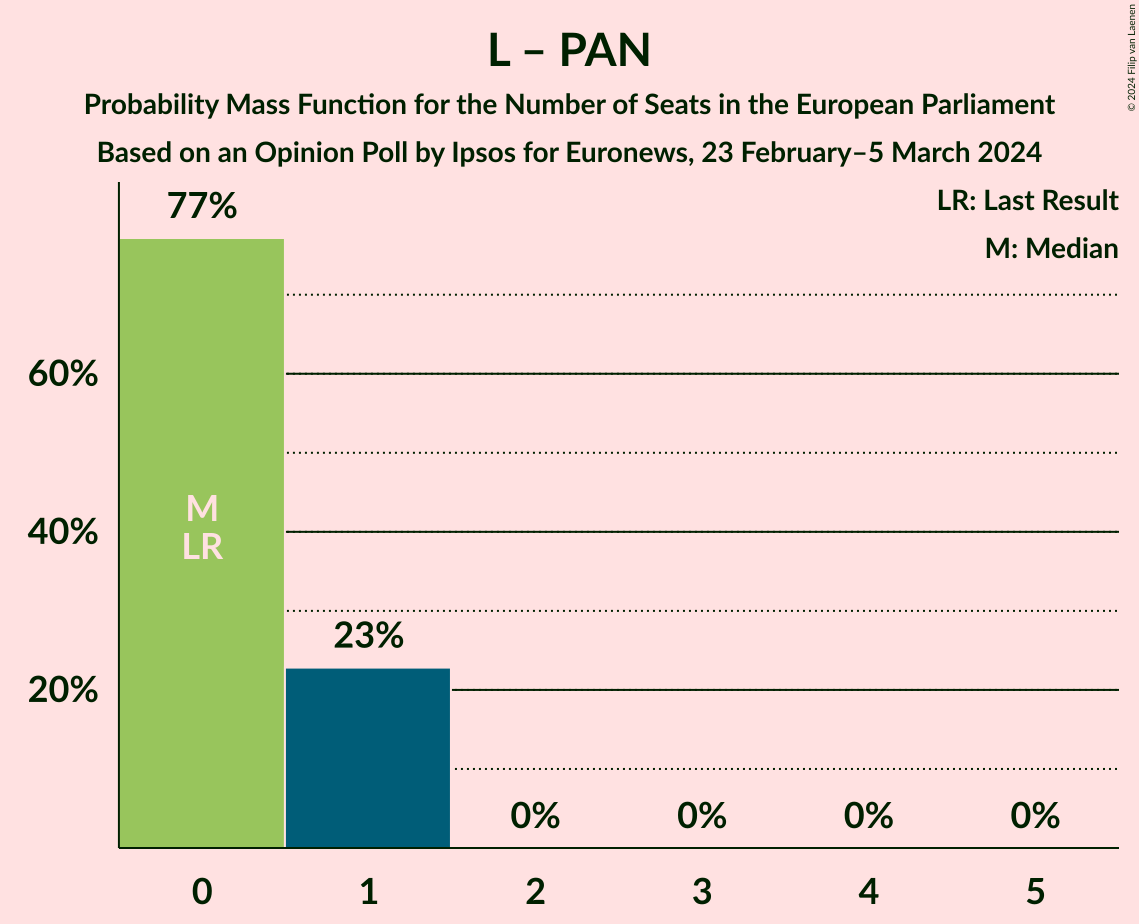 L – PAN
Probability Mass Function for the Number of Seats in the European Parliament
Based on an Opinion Poll by Ipsos for Euronews, 23 February–5 March 2024
© 2024 Filip van Laenen
LR: Last Result
M: Median
77%
60%
40%
20%
M
LR
23%
0%
0%
0%
0%
0
1
2
3
4
5